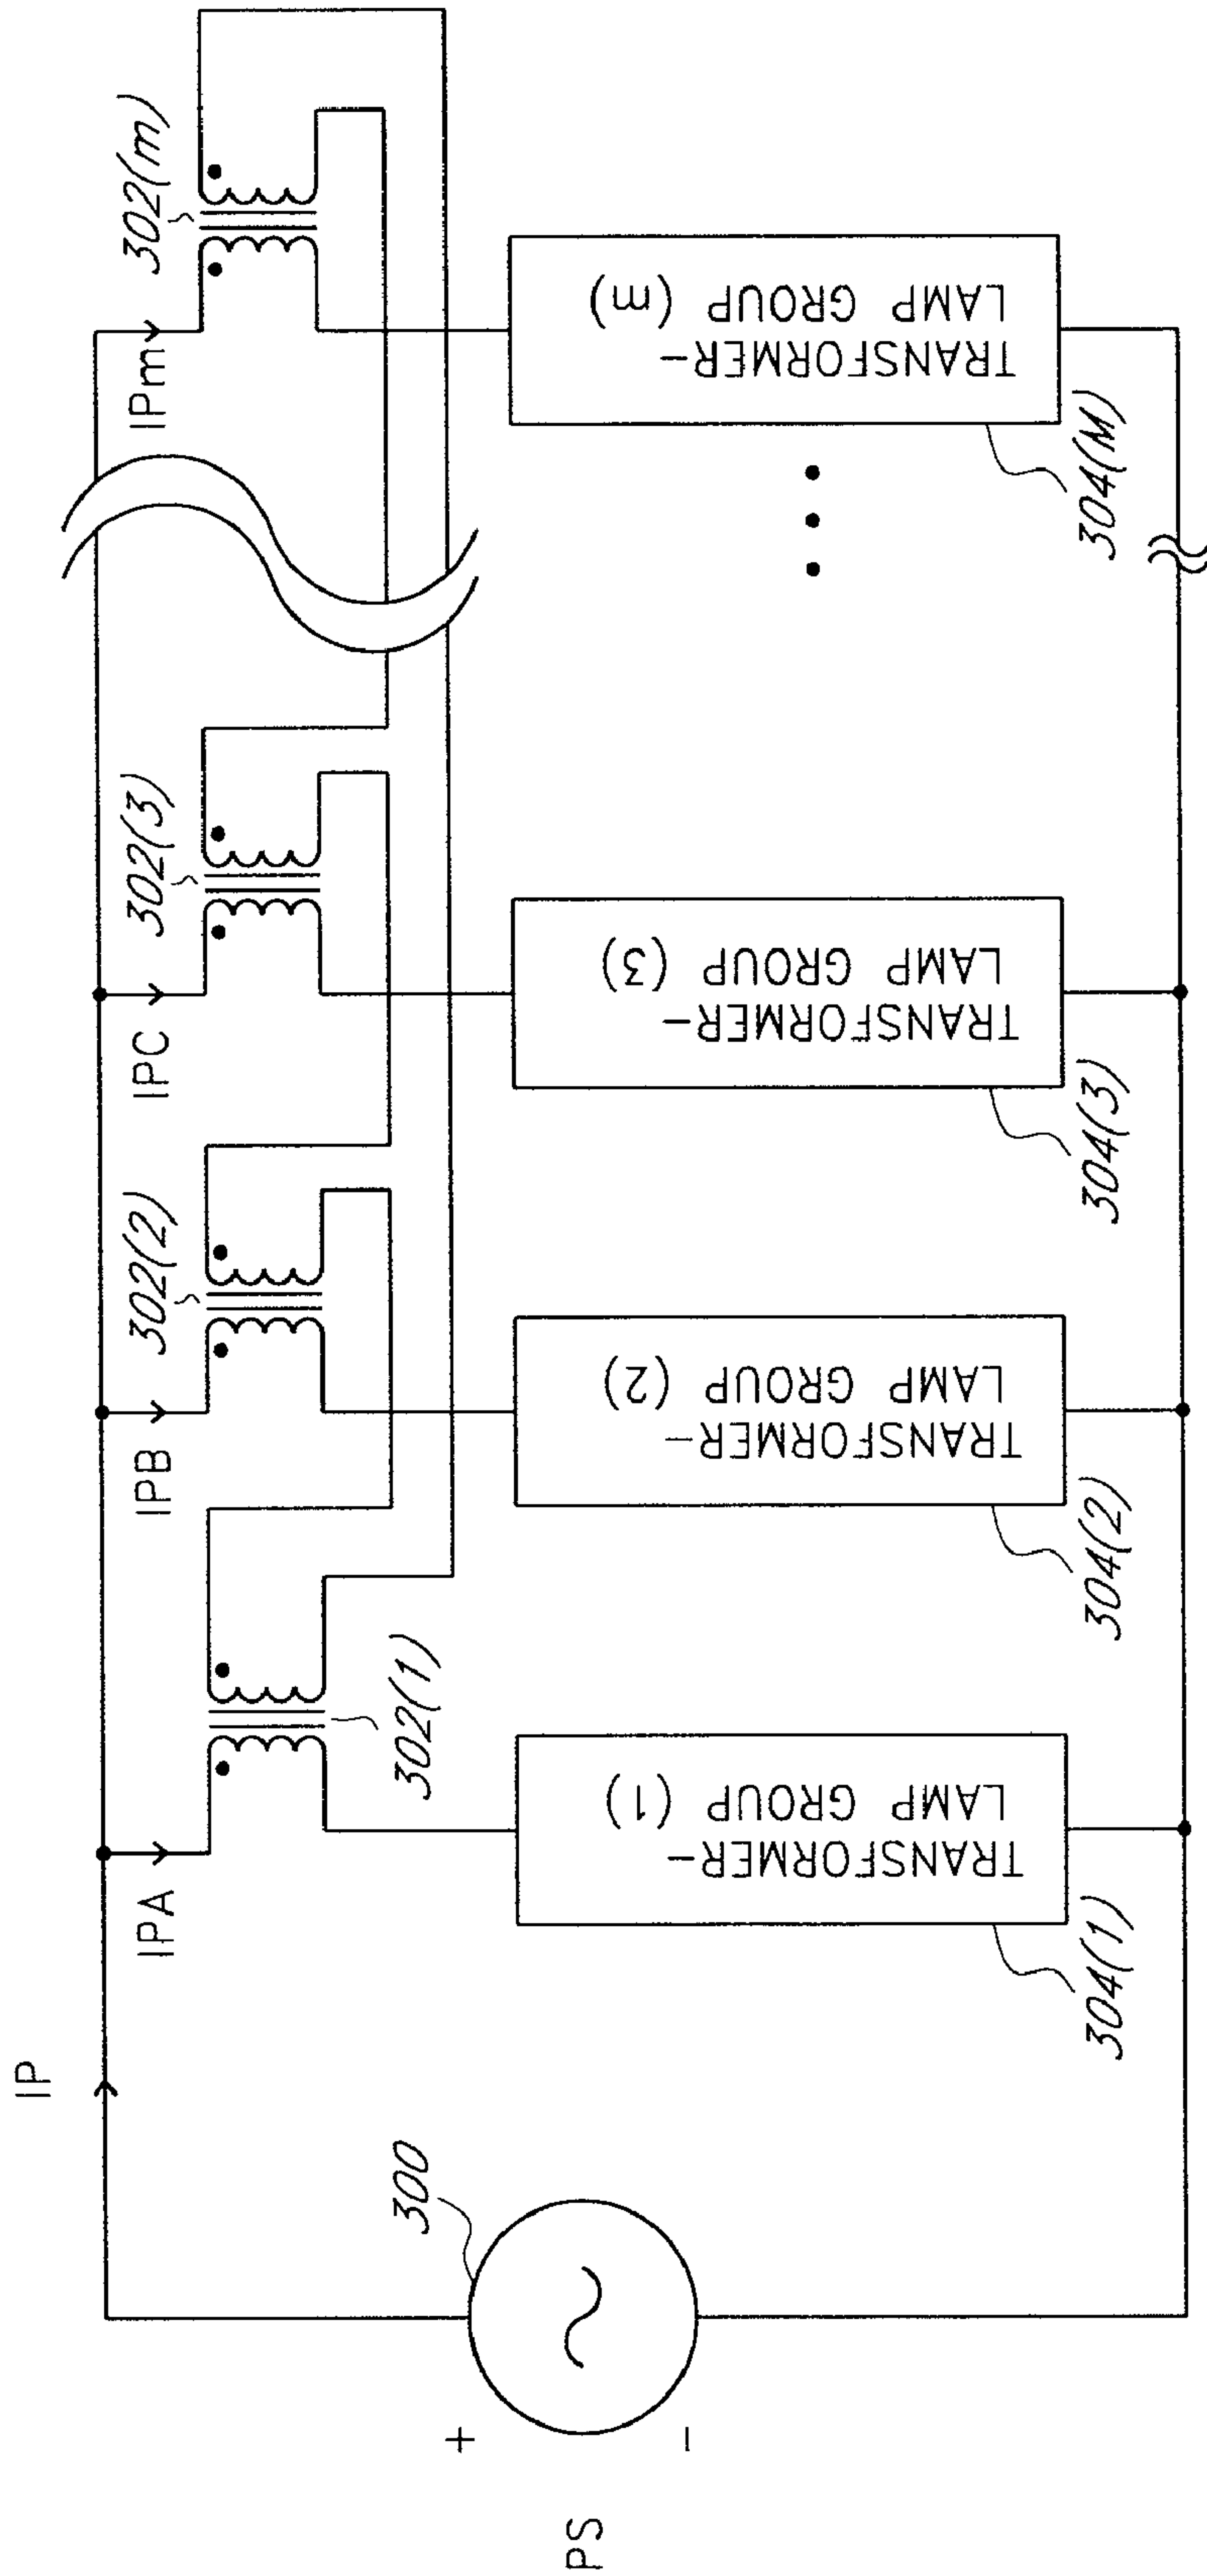 IP
302(m)
302(3)
302(2)
IPm
IPC
IPB
IPA
302(1)
300
+
-
PS
TRANSFORMER-
LAMP GROUP (1)
TRANSFORMER-
LAMP GROUP (2)
TRANSFORMER-
LAMP GROUP (3)
TRANSFORMER-
LAMP GROUP (m)
304(1)
304(2)
304(3)
304(M)